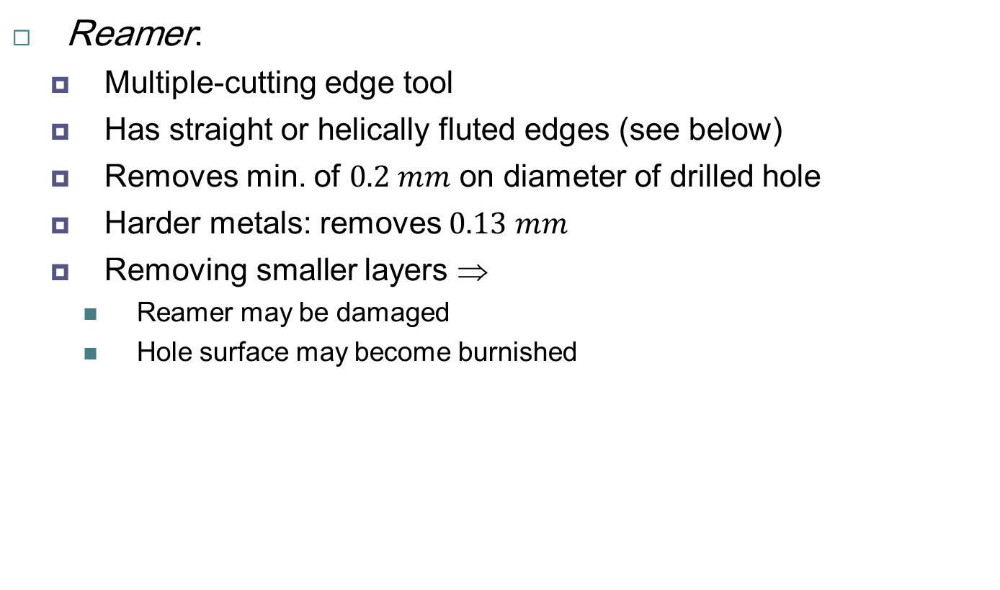 Reamer:
Multiple-cutting edge tool
Has straight or helically fluted edges (see below)
Removes min. of 0.2 mm on diameter of drilled hole
Harder metals: removes 0.13 mm
Removing smaller layers ⇒
Reamer may be damaged
Hole surface may become burnished